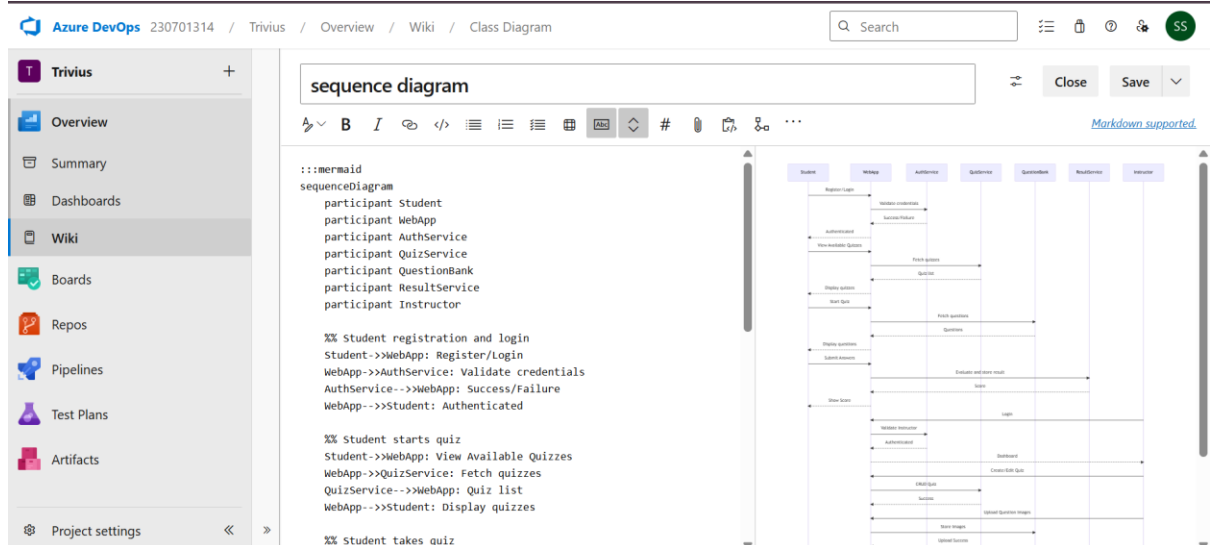 Azure DevOps 230701314 / Trivius / Overview / Wiki / Class Diagram
Search
SS
T Trivius
Overview
Summary
Dashboards
Wiki
Boards
Repos
Pipelines
Test Plans
Artifacts
Project settings
sequence diagram
Close
Save
B I </> Abc # ...
Markdown supported.
:::mermaid
sequenceDiagram
participant Student
participant WebApp
participant AuthService
participant QuizService
participant QuestionBank
participant ResultService
participant Instructor
%% Student registration and login
Student->>WebApp: Register/Login
WebApp->>AuthService: Validate credentials
AuthService-->>WebApp: Success/Failure
WebApp-->>Student: Authenticated
%% Student starts quiz
Student->>WebApp: View Available Quizzes
WebApp->>QuizService: Fetch quizzes
QuizService-->>WebApp: Quiz list
WebApp-->>Student: Display quizzes
%% Student takes quiz
Student WebApp AuthService QuizService QuestionBank ResultService Instructor
Register/Login
Validate credentials
Success/Failure
Authenticated
View Available Quizzes
Fetch quizzes
Quiz list
Display quizzes
Start Quiz
Fetch questions
Questions
Display questions
Submit Answers
Evaluate and store result
Score
Show Score
Login
Validate Instructor
Authenticated
Dashboard
Create/Edit Quiz
CRUD Quiz
Success
Upload Question Images
Store Images
Upload Success